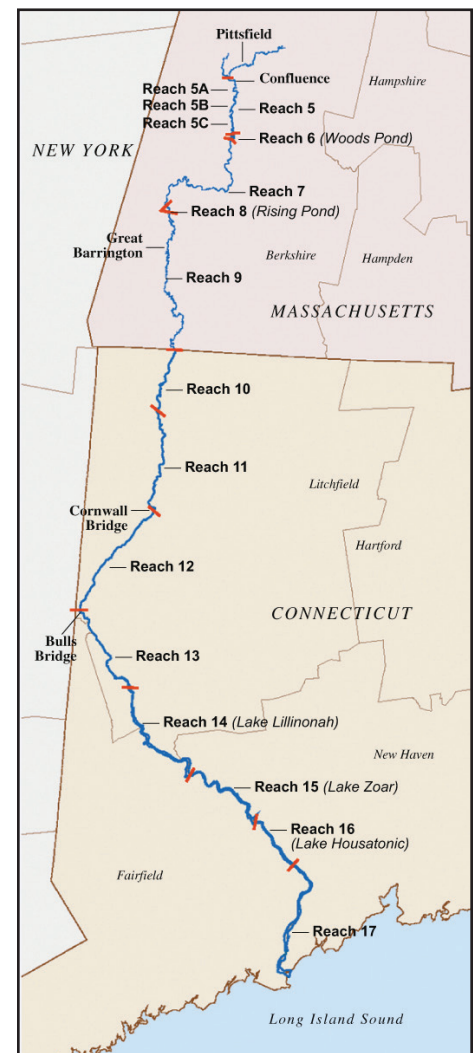 Pittsfield
Confluence
Hampshire
Reach 5A
Reach 5B
Reach 5
Reach 5C
Reach 6 (Woods Pond)
NEW YORK
Reach 7
Reach 8 (Rising Pond)
Great
Barrington
Berkshire
Hampden
Reach 9
MASSACHUSETTS
Reach 10
Reach 11
Litchfield
Cornwall
Bridge
Hartford
Reach 12
CONNECTICUT
Bulls
Bridge
Reach 13
Reach 14 (Lake Lillinonah)
New Haven
Reach 15 (Lake Zoar)
Reach 16
(Lake Housatonic)
Fairfield
Reach 17
Long Island Sound